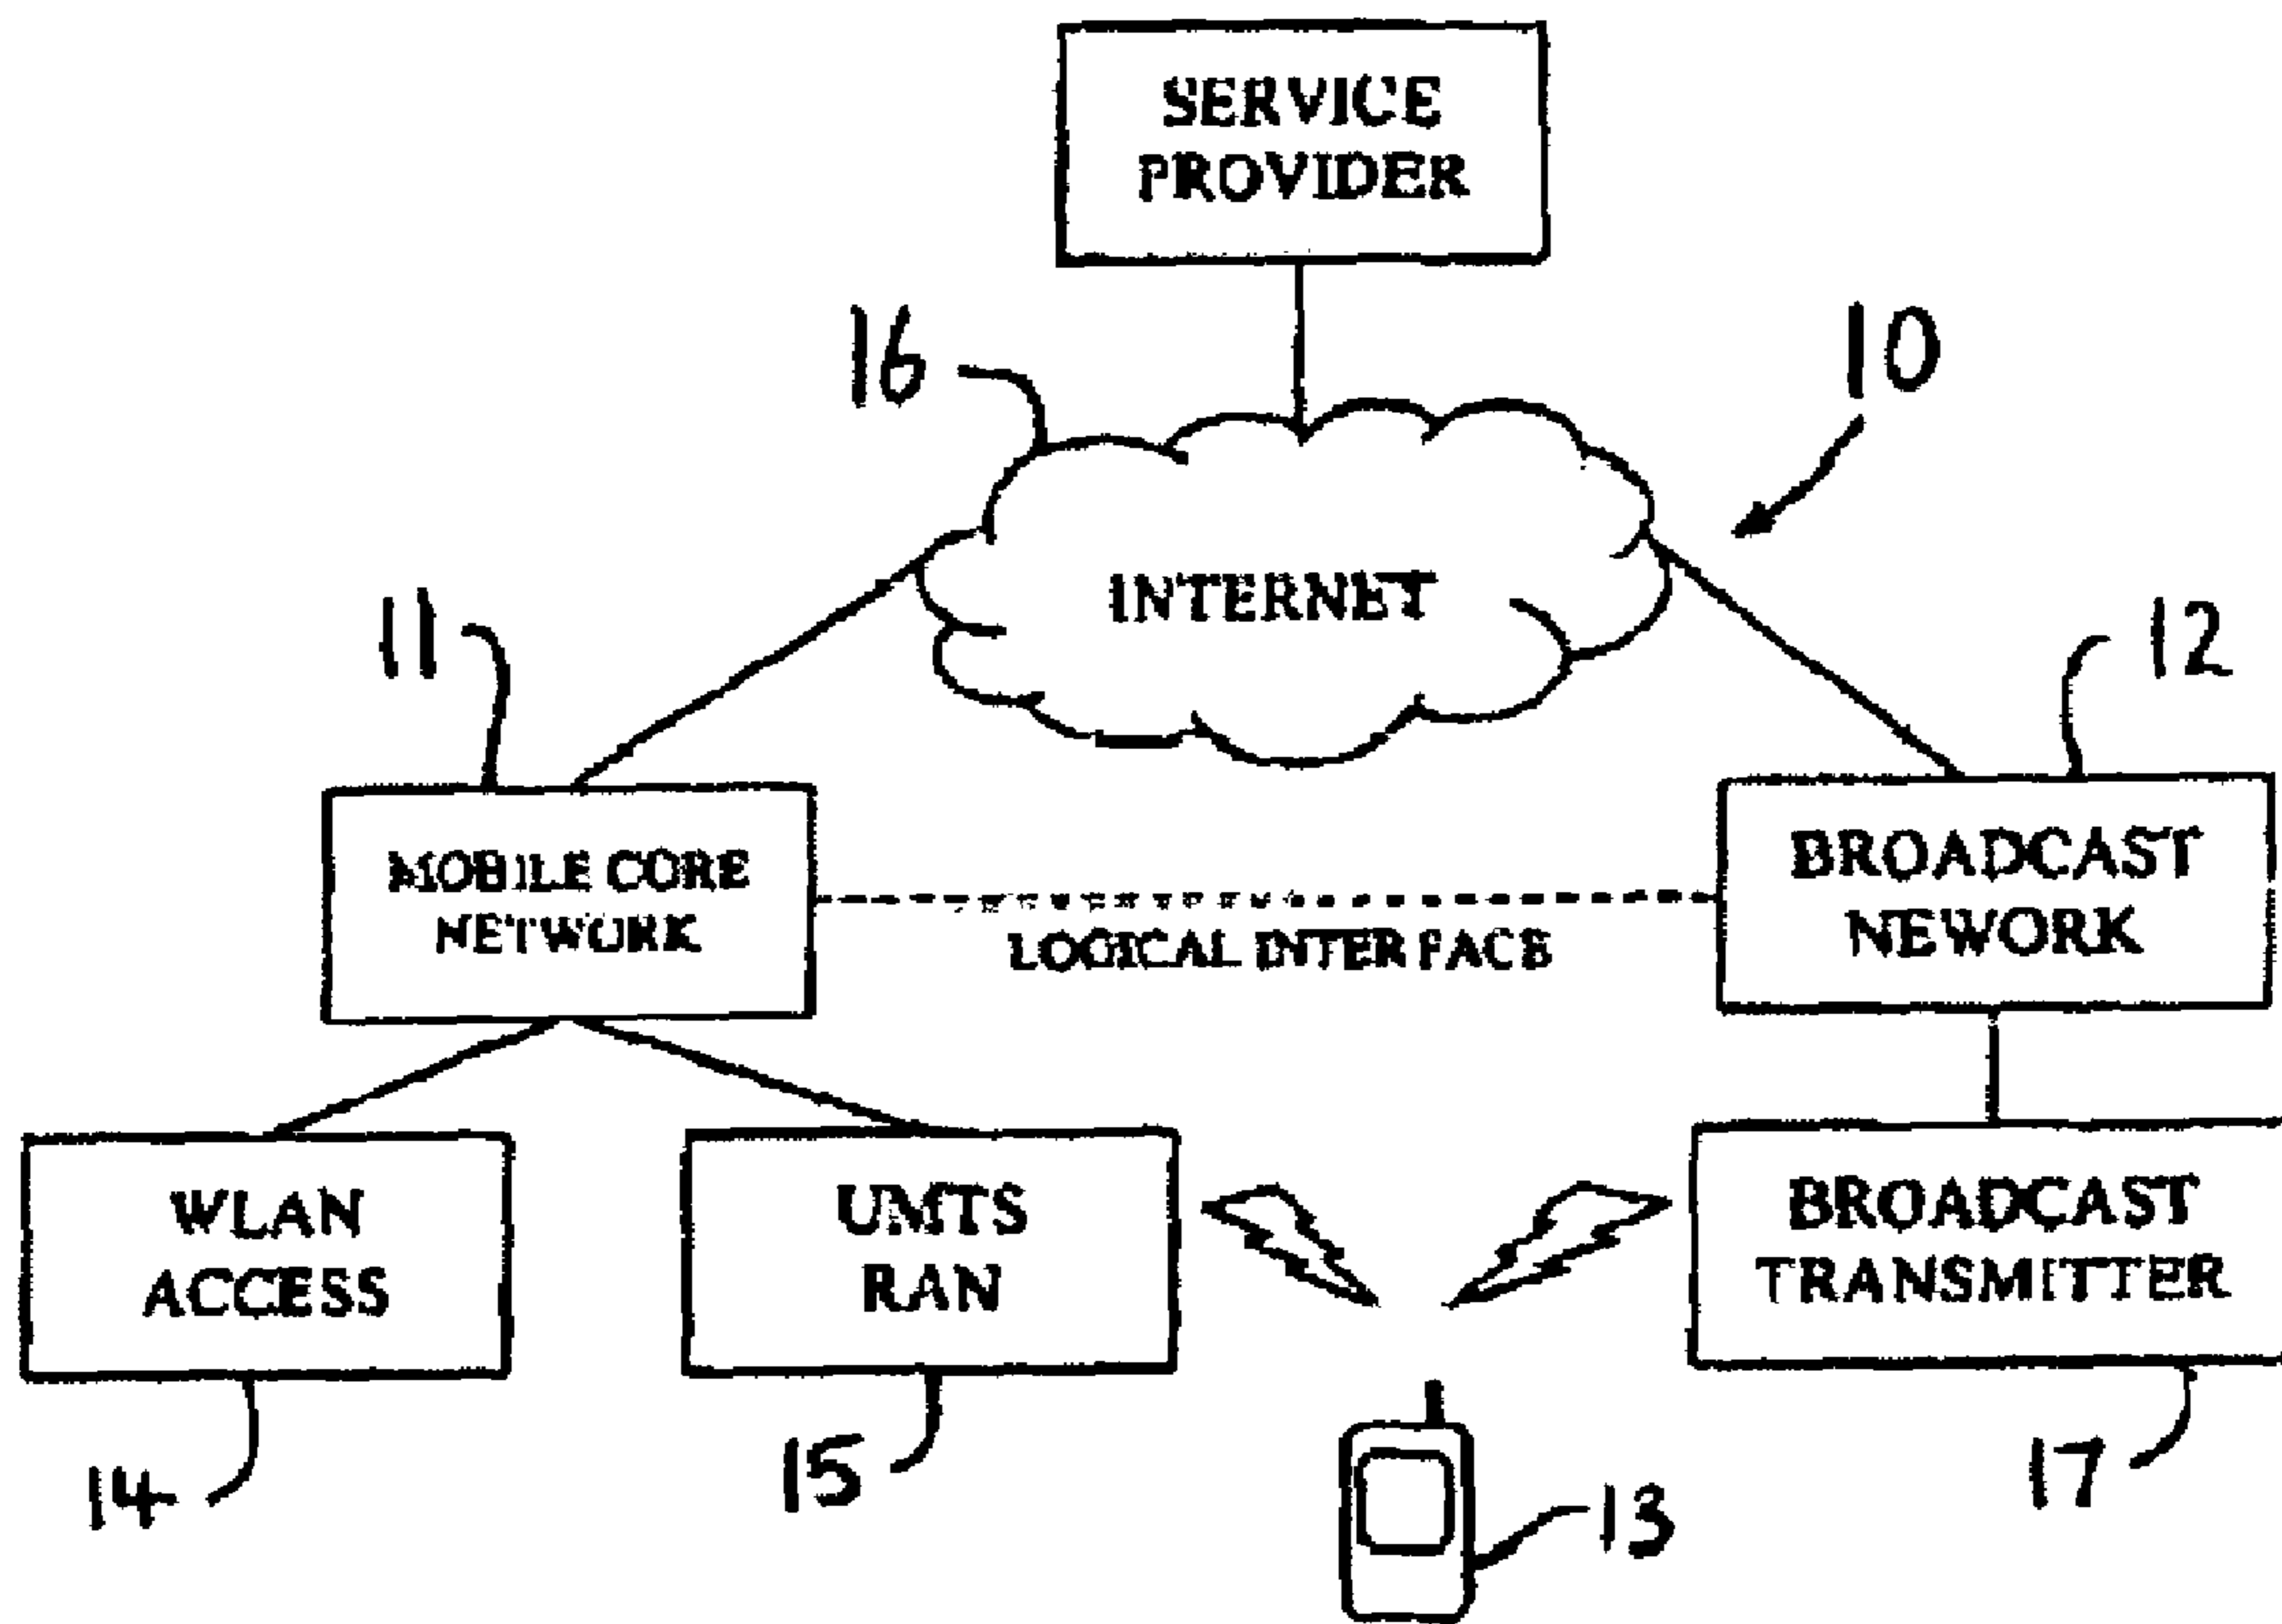 SERVICE
PROVIDER
16
10
INTERNET
11
12
MOBILE CORE
NETWORK
BROADCAST
NEWORK
LOGICAL INTERFACE
WLAN
ACCESS
UMTS
RAN
BROADCAST
TRANSMITTER
14
15
13
17